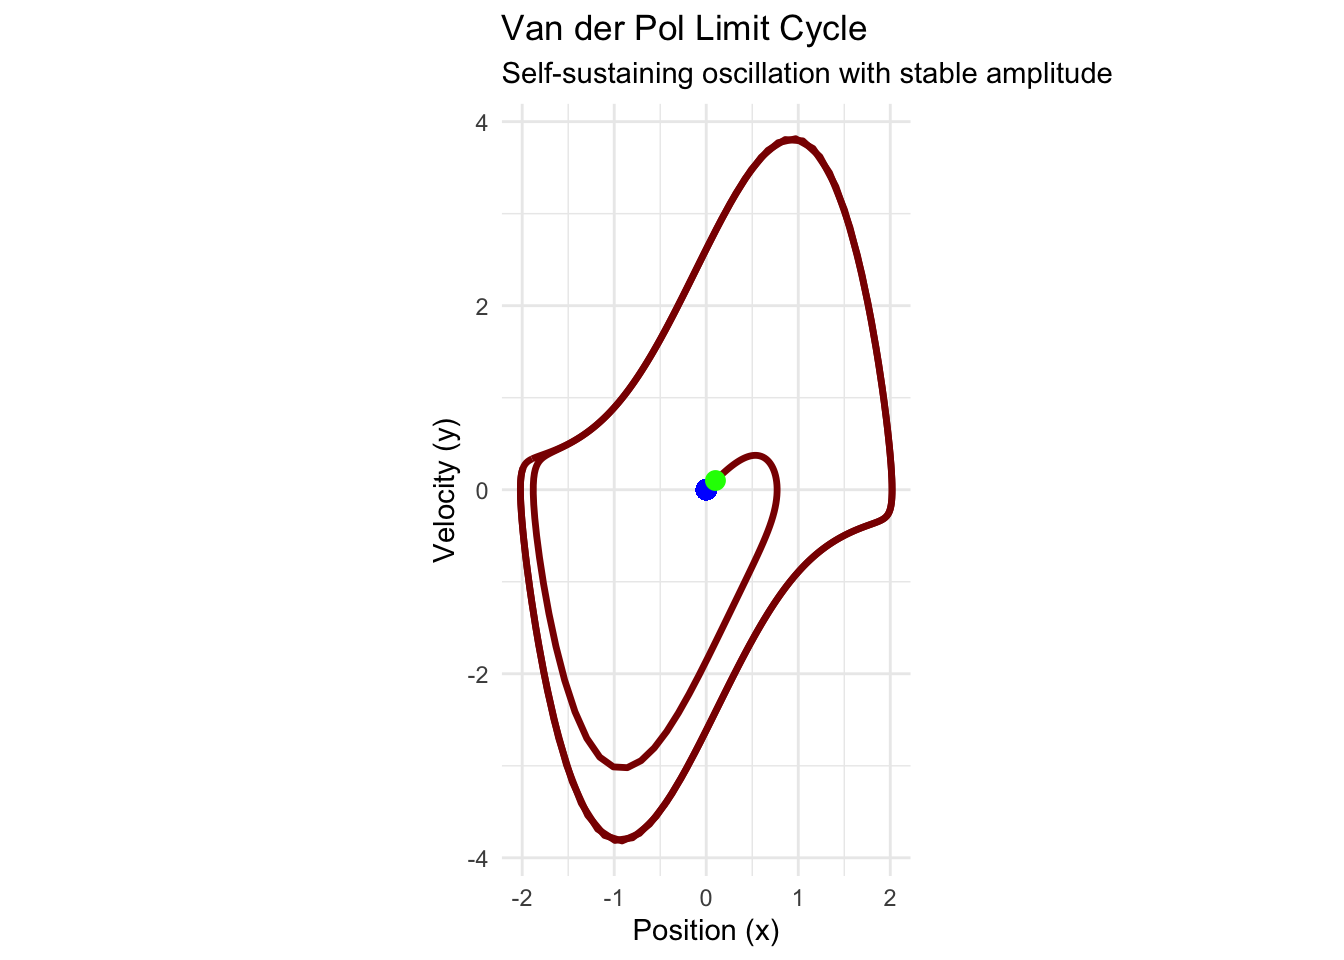 Van der Pol Limit Cycle
Self-sustaining oscillation with stable amplitude
4
2
0
-2
-4
Velocity (y)
-2 -1 0 1 2
Position (x)